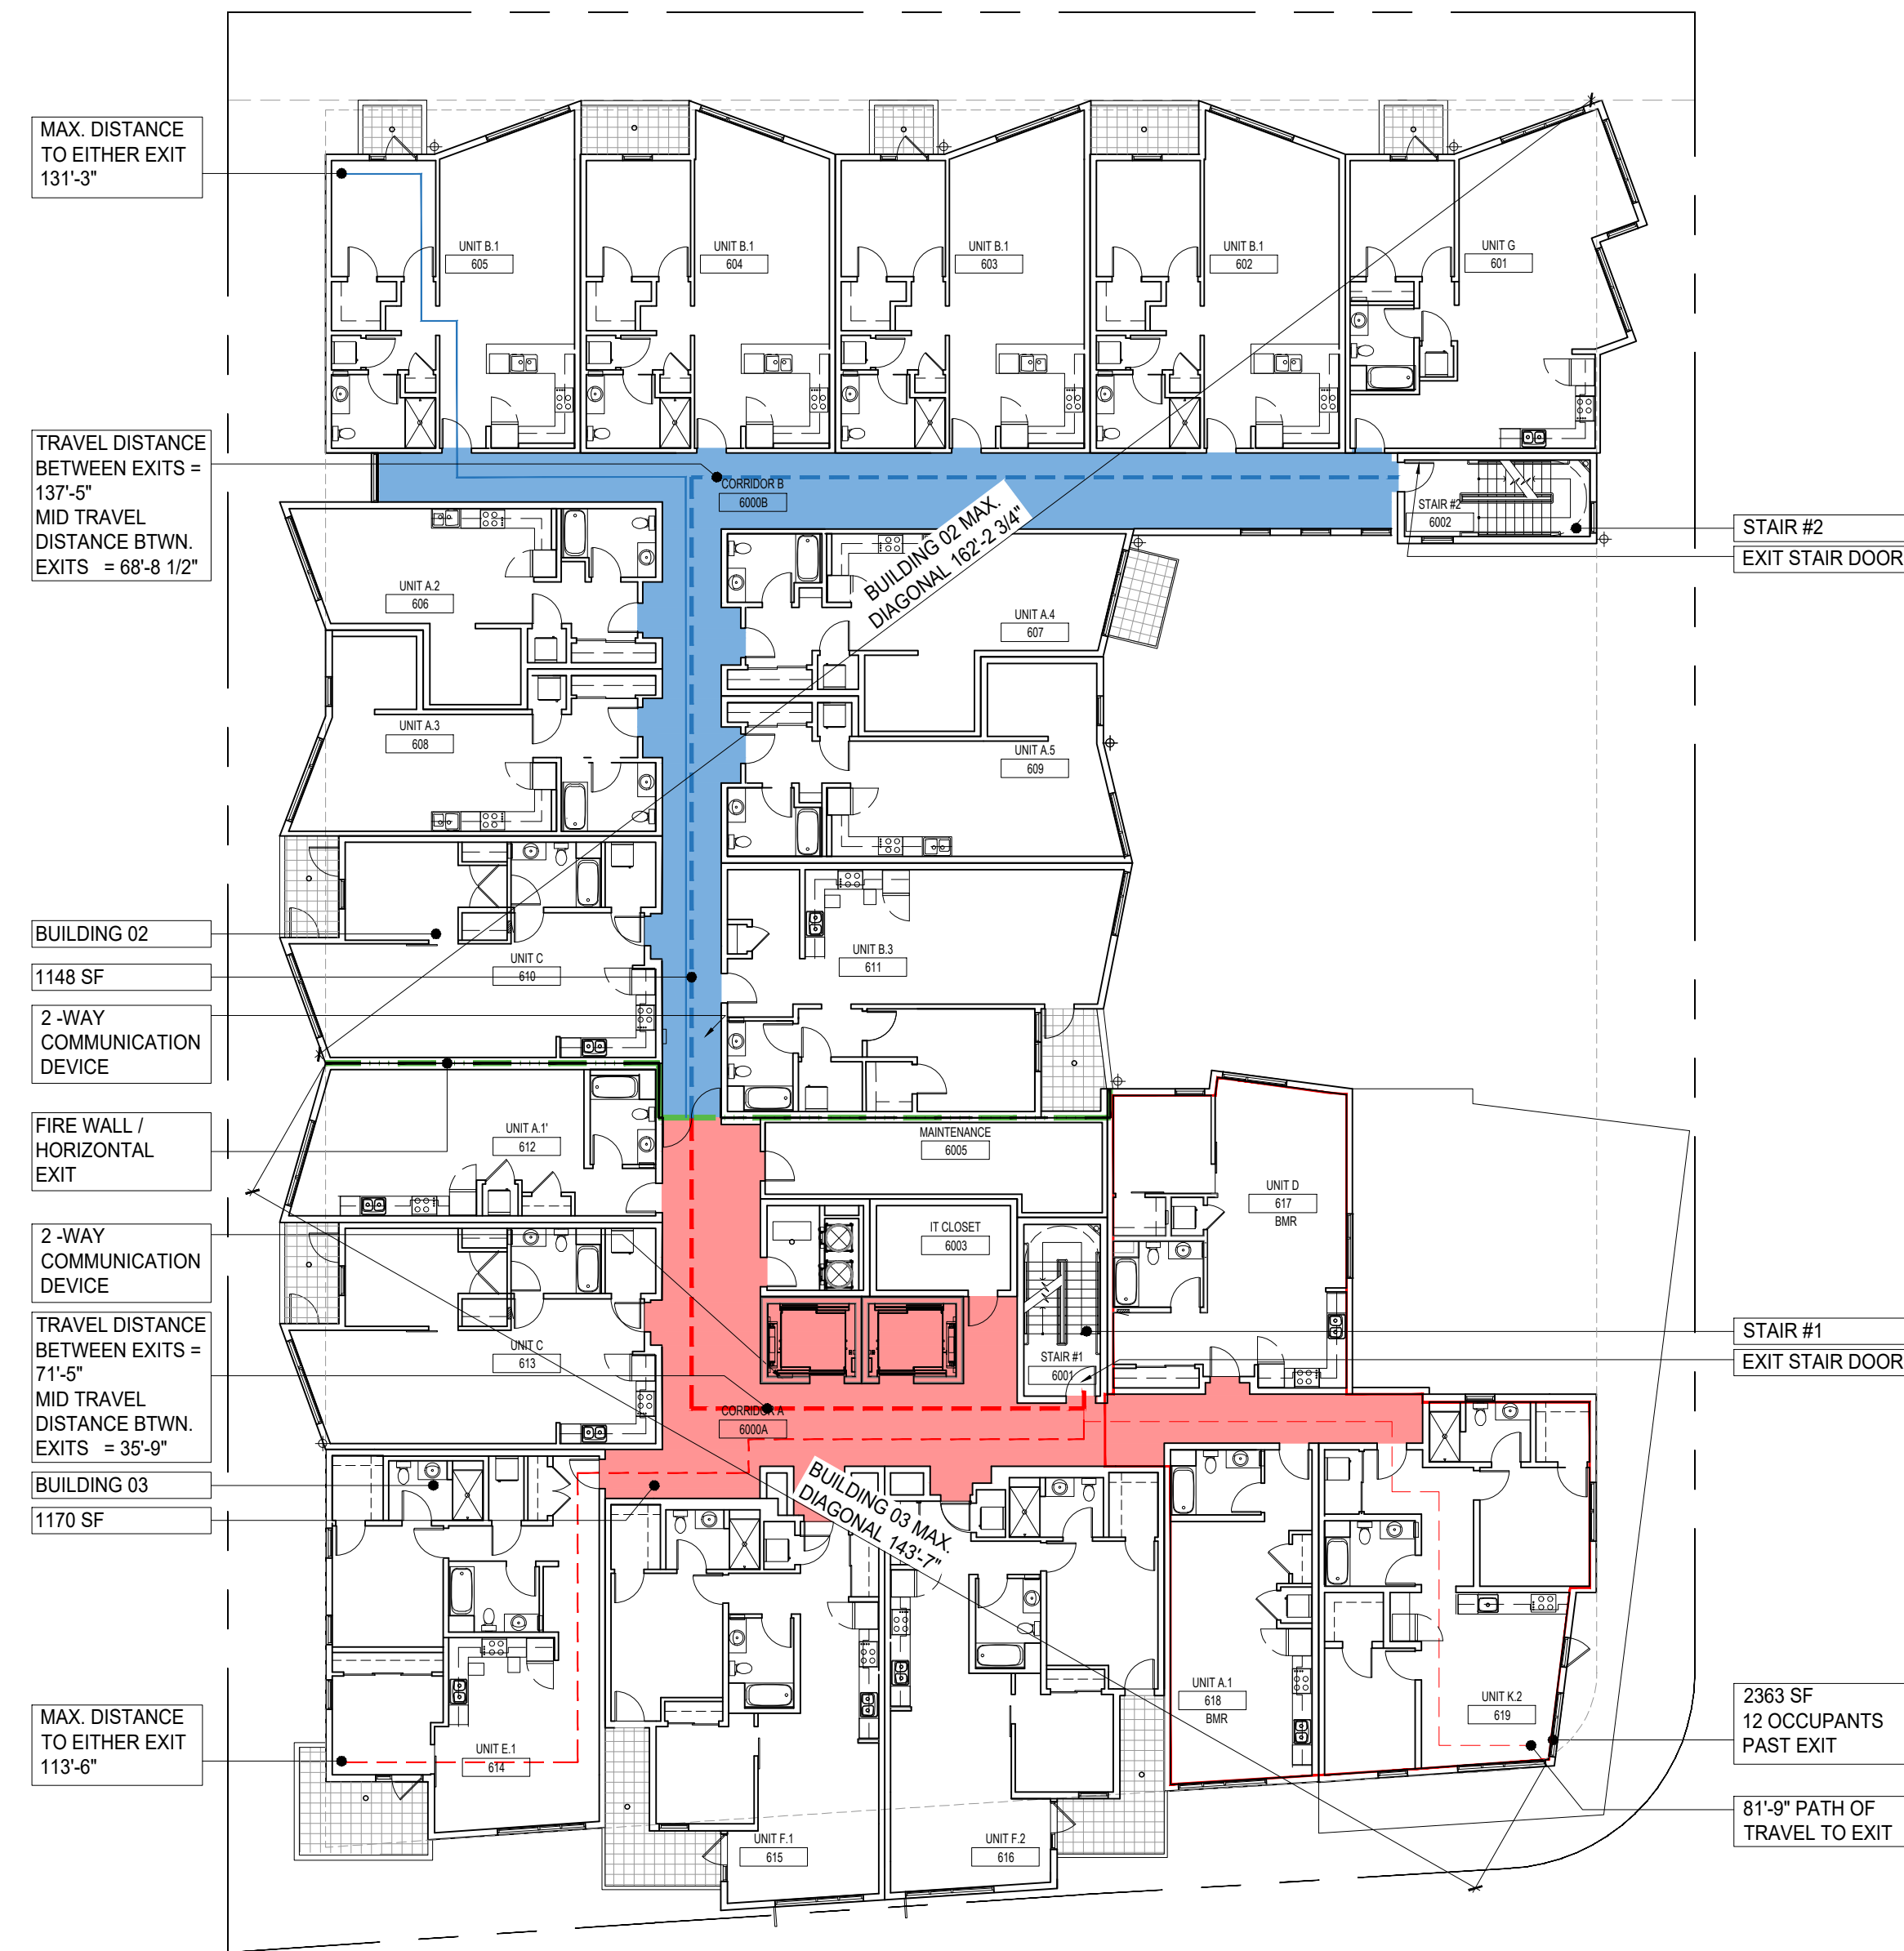 MAX. DISTANCE
TO EITHER EXIT
131'-3"
UNIT B.1
605
UNIT B.1
604
UNIT B.1
603
UNIT B.1
602
UNIT G
601
TRAVEL DISTANCE
BETWEEN EXITS =
137'-5"
MID TRAVEL
DISTANCE BTWN.
EXITS = 68'-8 1/2"
CORRIDOR B
6000B
STAIR #2
6002
STAIR #2
EXIT STAIR DOOR
BUILDING 02 MAX.
DIAGONAL 162'-2 3/4"
UNIT A.2
606
UNIT A.4
607
UNIT A.3
608
UNIT A.5
609
BUILDING 02
1148 SF
2 -WAY
COMMUNICATION
DEVICE
UNIT C
610
UNIT B.3
611
FIRE WALL /
HORIZONTAL
EXIT
UNIT A.1'
612
MAINTENANCE
6005
UNIT D
617
BMR
IT CLOSET
6003
2 -WAY
COMMUNICATION
DEVICE
TRAVEL DISTANCE
BETWEEN EXITS =
71'-5"
MID TRAVEL
DISTANCE BTWN.
EXITS = 35'-9"
UNIT C
613
STAIR #1
6001
STAIR #1
EXIT STAIR DOOR
CORRIDOR A
6000A
BUILDING 03
1170 SF
BUILDING 03 MAX.
DIAGONAL 143'-7"
MAX. DISTANCE
TO EITHER EXIT
113'-6"
UNIT E.1
614
UNIT F.1
615
UNIT F.2
616
UNIT A.1
618
BMR
UNIT K.2
619
2363 SF
12 OCCUPANTS
PAST EXIT
81'-9" PATH OF
TRAVEL TO EXIT